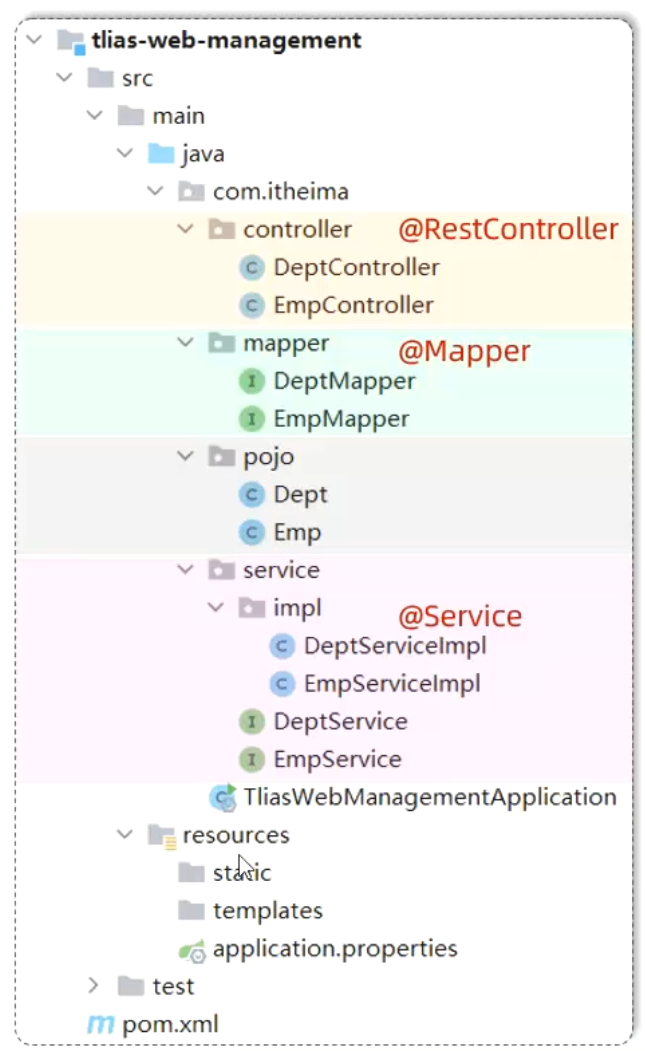 tlias-web-management
src
main
java
com.itheima
controller @RestController
C DeptController
C EmpController
mapper @Mapper
I DeptMapper
I EmpMapper
pojo
C Dept
C Emp
service
impl @Service
C DeptServiceImpl
C EmpServiceImpl
I DeptService
I EmpService
C TliasWebManagementApplication
resources
static
templates
application.properties
test
m pom.xml